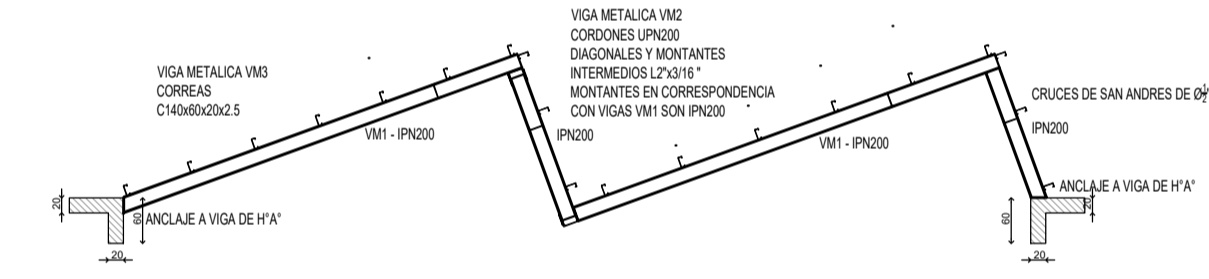 VIGA METALICA VM3
CORREAS
C140x60x20x2.5
VM1 - IPN200
VIGA METALICA VM2
CORDONES UPN200
DIAGONALES Y MONTANTES
INTERMEDIOS L2"x3/16 "
MONTANTES EN CORRESPONDENCIA
CON VIGAS VM1 SON IPN200
IPN200
VM1 - IPN200
CRUCES DE SAN ANDRES DE Ø1/2"
IPN200
ANCLAJE A VIGA DE H°A°
20
60
20
ANCLAJE A VIGA DE H°A°
20
60
20